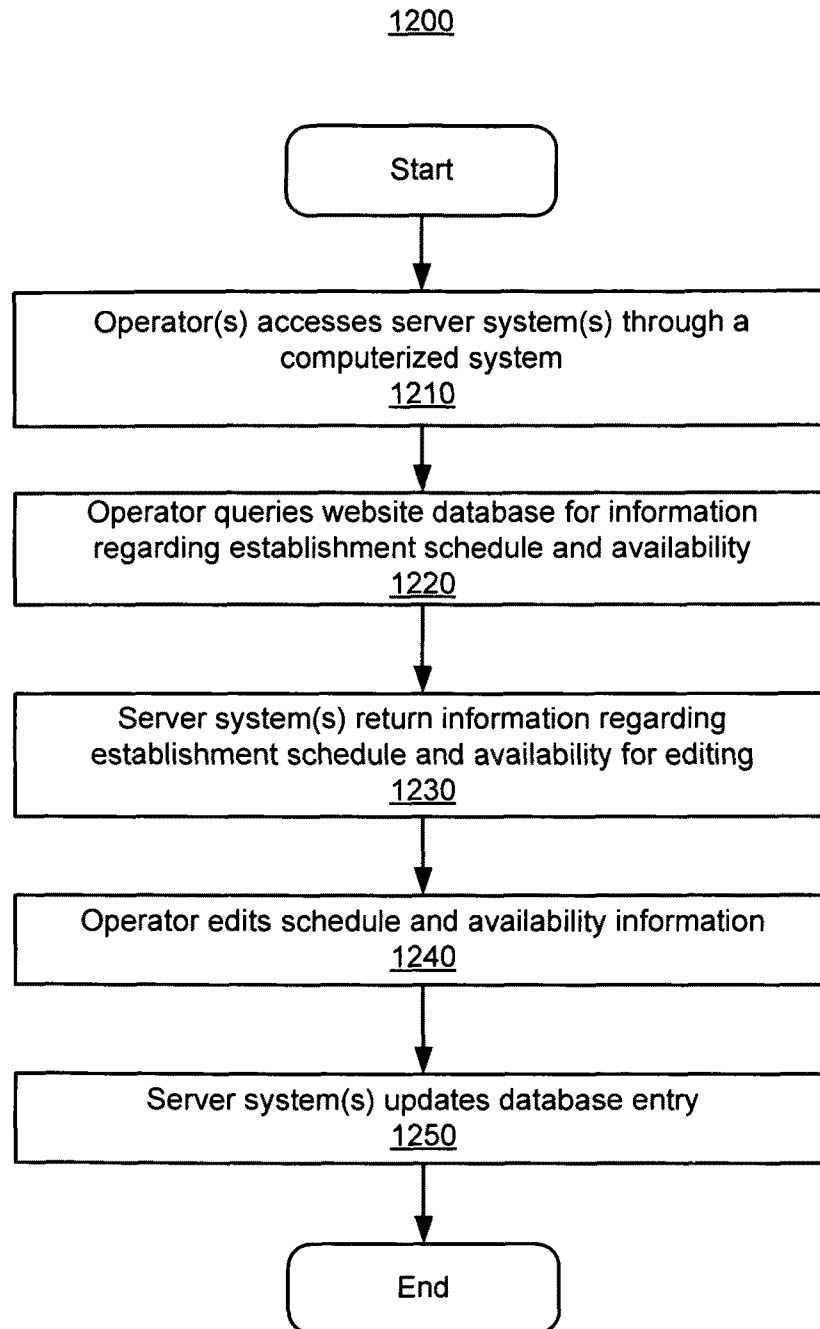 1200
Start
Operator(s) accesses server system(s) through a
computerized system
1210
Operator queries website database for information
regarding establishment schedule and availability
1220
Server system(s) return information regarding
establishment schedule and availability for editing
1230
Operator edits schedule and availability information
1240
Server system(s) updates database entry
1250
End